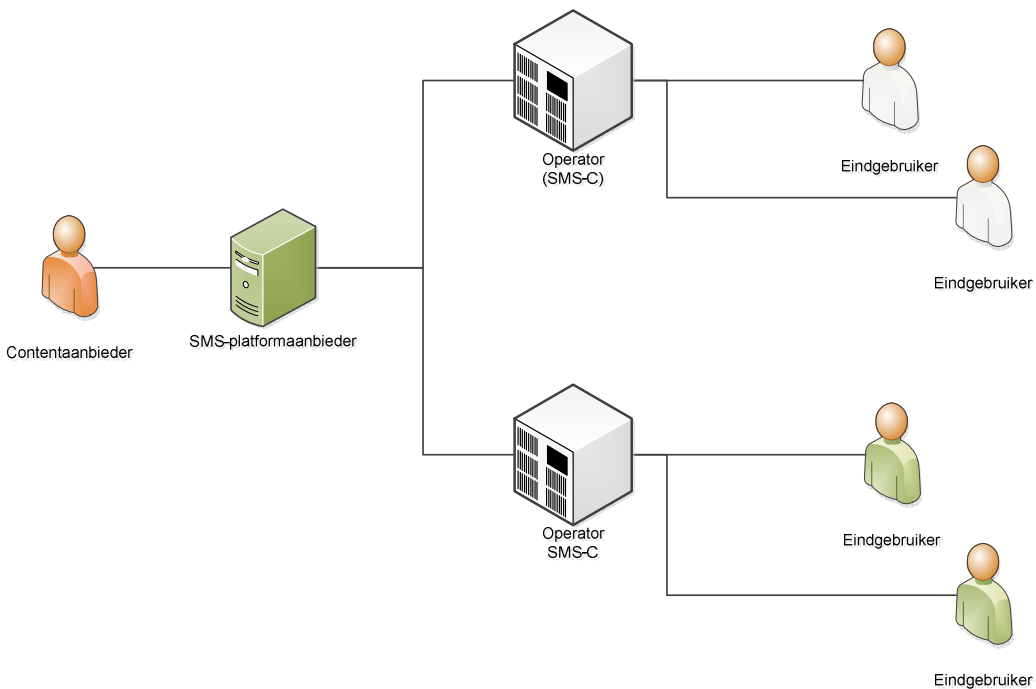 Operator
(SMS-C)
Eindgebruiker
Eindgebruiker
Contentaanbieder
SMS-platformaanbieder
Operator
SMS-C
Eindgebruiker
Eindgebruiker